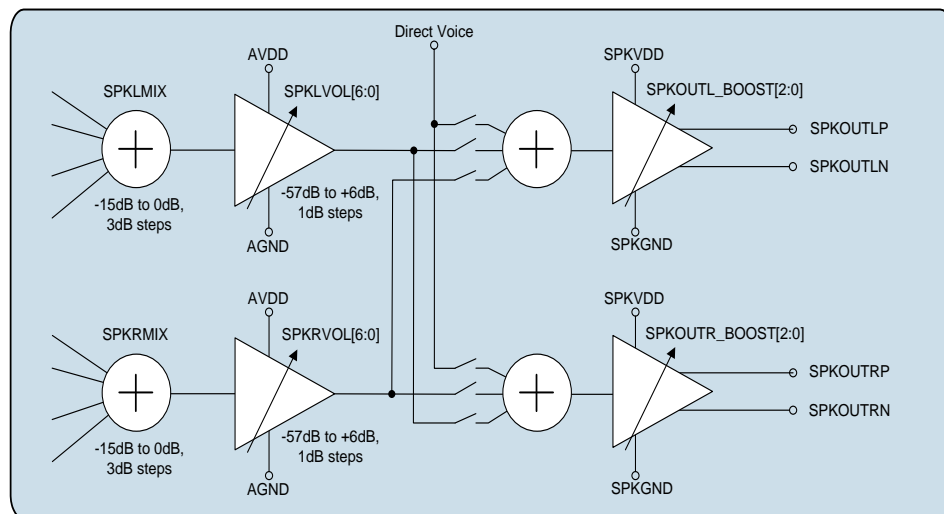 Direct Voice
AVDD
SPKVDD
SPKLMIX
SPKLVOL[6:0]
SPKOUTL_BOOST[2:0]
SPKOUTLP
SPKOUTLN
-15dB to 0dB,
3dB steps
-57dB to +6dB,
1dB steps
AGND
SPKGND
AVDD
SPKVDD
SPKRMIX
SPKRVOL[6:0]
SPKOUTR_BOOST[2:0]
SPKOUTRP
SPKOUTRN
-15dB to 0dB,
3dB steps
-57dB to +6dB,
1dB steps
AGND
SPKGND